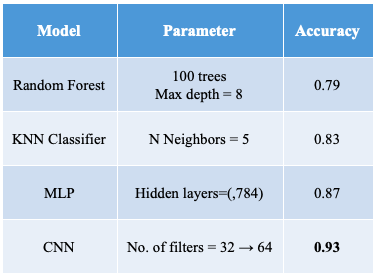 Model Parameter Accuracy
Random Forest 100 trees
Max depth = 8 0.79
KNN Classifier N Neighbors = 5 0.83
MLP Hidden layers=(,784) 0.87
CNN No. of filters = 32 → 64 0.93